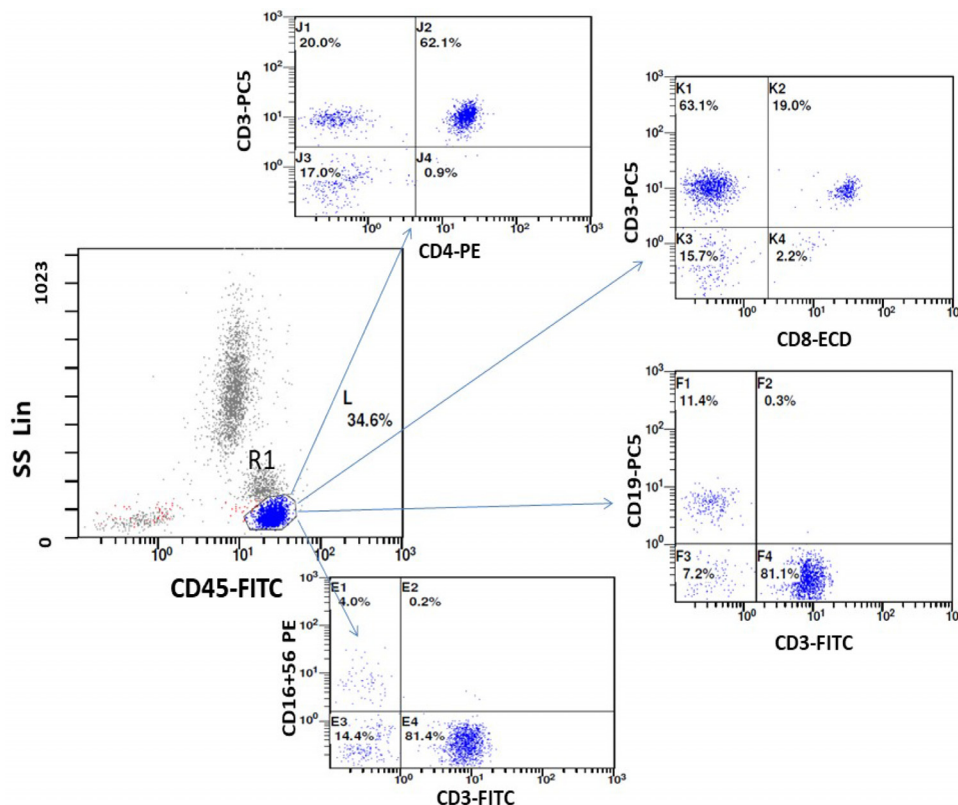 10³
J1
J2
20.0%
62.1%
10²
CD3-PC5
10¹
J3
J4
10⁰
17.0%
0.9%
10⁰ 10¹ 10² 10³
CD4-PE
10³
K1
K2
63.1%
19.0%
10²
CD3-PC5
10¹
K3
K4
10⁰
15.7%
2.2%
10⁰ 10¹ 10² 10
CD8-ECD
1023
SS Lin
L
34.6%
R1
0
10⁰ 10¹ 10² 10³
CD45-FITC
10³
F1
F2
11.4%
0.3%
10²
CD19-PC5
10¹
10⁰
F3
F4
7.2%
81.1%
10⁰ 10¹ 10² 10
CD3-FITC
10³
E1
E2
4.0%
0.2%
10²
CD16+56 PE
10¹
10⁰
E3
E4
14.4%
81.4%
10⁰ 10¹ 10² 10³
CD3-FITC